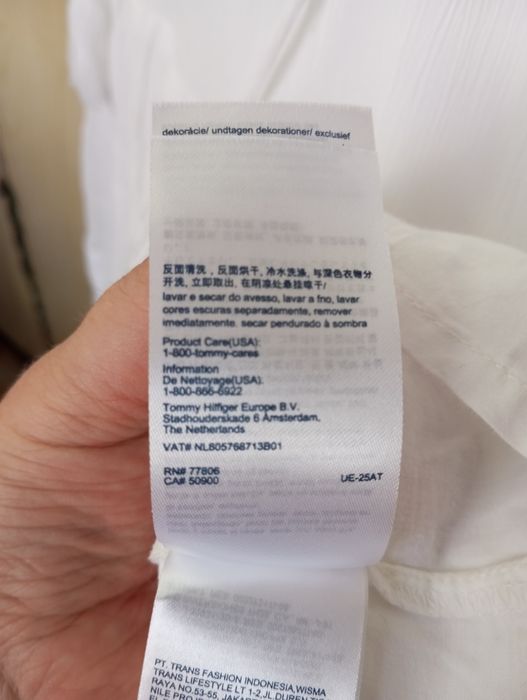 dekorácie/ undtagen dekorationer/ exclusief
反面清洗，反面烘干, 冷水洗涤, 与深色衣物分
开洗, 立即取出, 在阴凉处悬挂晾干/
lavar e secar do avesso, lavar a frio, lavar
cores escuras separadamente, remover
imediatamente, secar pendurado à sombra
Product Care(USA):
1-800-tommy-cares
Information
De Nettoyage(USA):
1-800-866-6922
Tommy Hilfiger Europe B.V.
Stadhouderskade 6 Amsterdam,
The Netherlands
VAT# NL805768713B01
RN# 77806
CA# 50900
UE-25AT
PT. TRANS FASHION INDONESIA,WISMA
TRANS LIFESTYLE LT 1-2,JL.DUREN
RAYA NO.53-55,